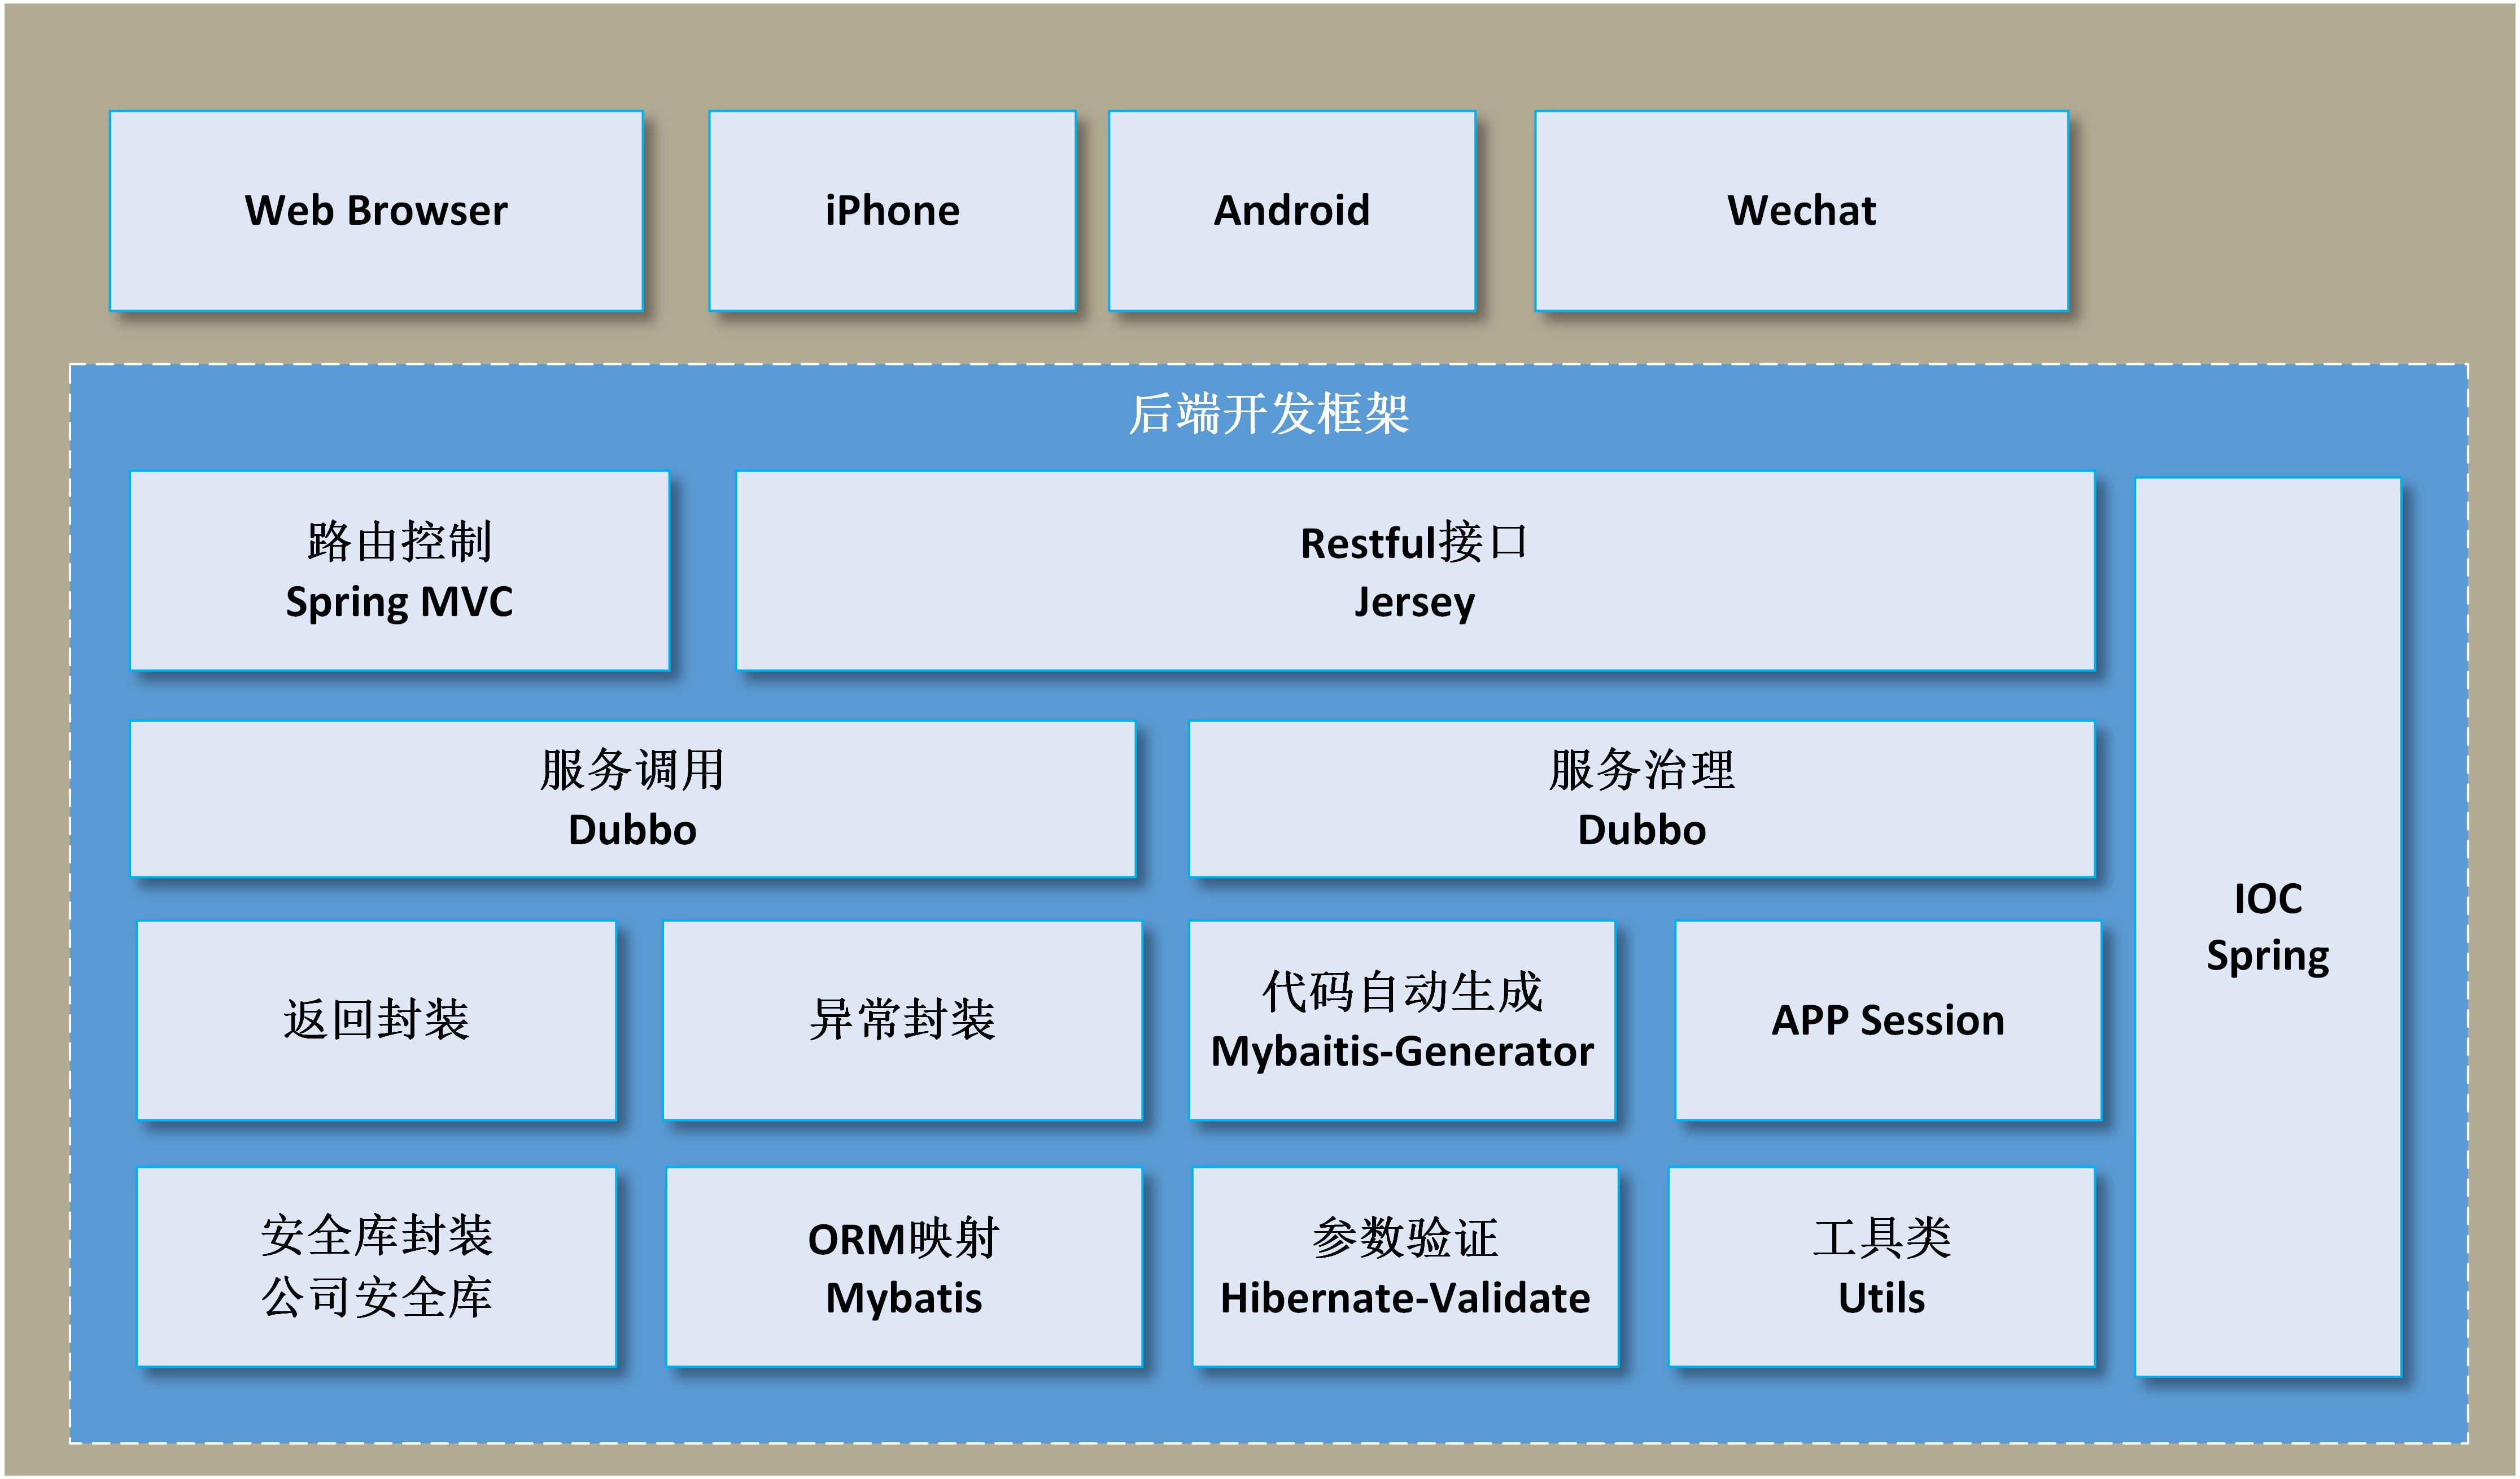 Web Browser
iPhone
Android
Wechat
后端开发框架
路由控制
Spring MVC
Restful接口
Jersey
服务调用
Dubbo
服务治理
Dubbo
IOC
Spring
返回封装
异常封装
代码自动生成
Mybaitis-Generator
APP Session
安全库封装
公司安全库
ORM映射
Mybatis
参数验证
Hibernate-Validate
工具类
Utils